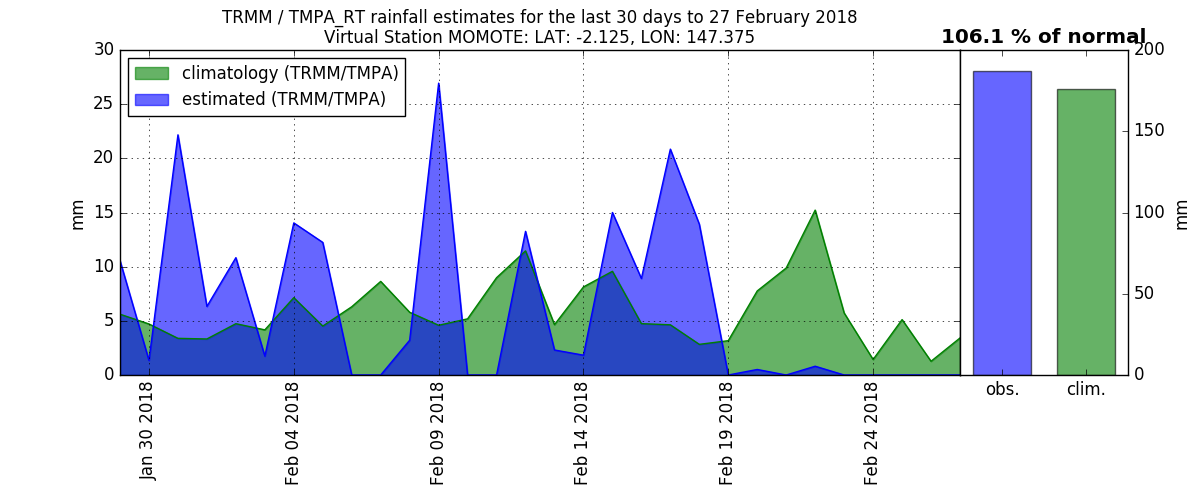 TRMM / TMPA_RT rainfall estimates for the last 30 days to 27 February 2018
Virtual Station MOMOTE: LAT: -2.125, LON: 147.375
106.1 % of normal
climatology (TRMM/TMPA)
estimated (TRMM/TMPA)
30
25
20
15
10
5
0
mm
Jan 30 2018
Feb 04 2018
Feb 09 2018
Feb 14 2018
Feb 19 2018
Feb 24 2018
200
150
100
50
0
mm
obs.
clim.